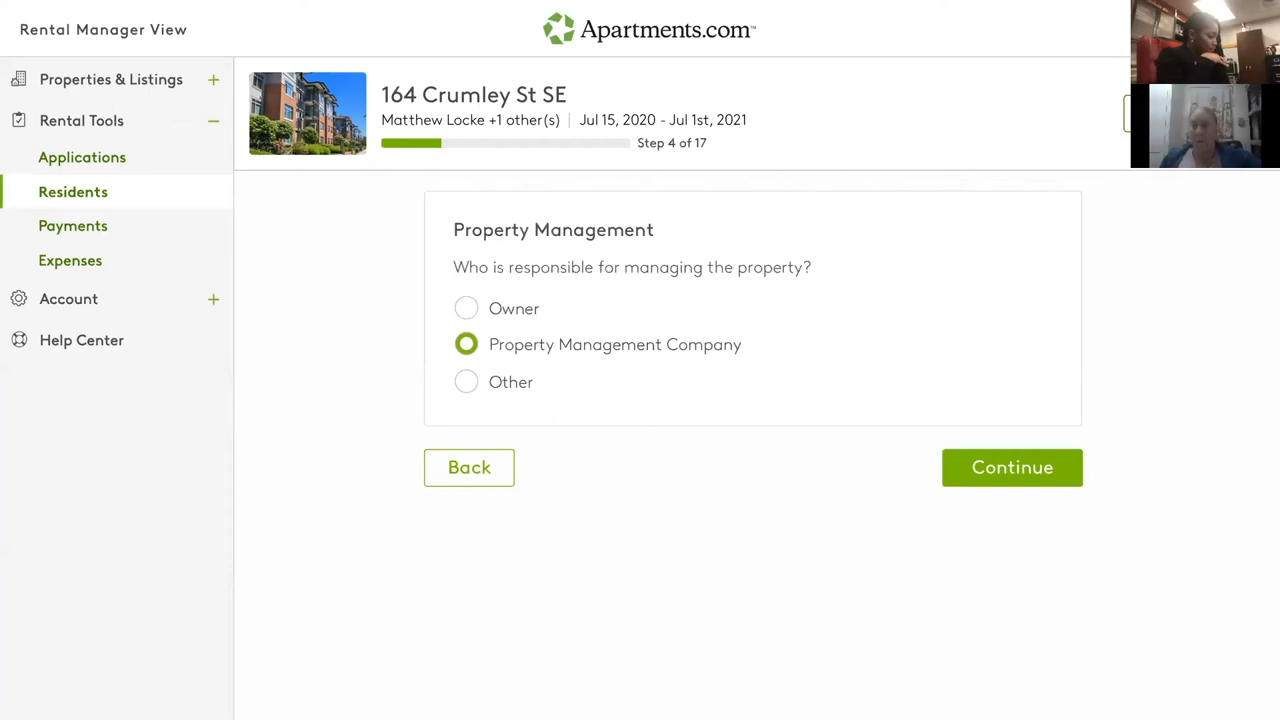 Rental Manager View
Apartments.com™
Properties & Listings +
Rental Tools −
Applications
Residents
Payments
Expenses
Account +
Help Center
164 Crumley St SE
Matthew Locke +1 other(s) | Jul 15, 2020 - Jul 1st, 2021
Step 4 of 17
Property Management
Who is responsible for managing the property?
Owner
Property Management Company
Other
Back
Continue